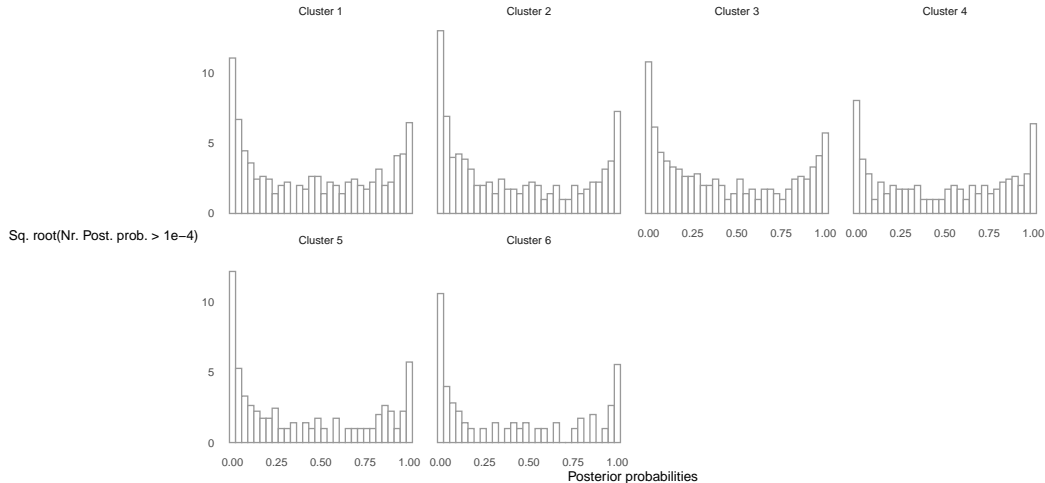 Cluster 1 Cluster 2 Cluster 3 Cluster 4
10
5
0
0.00 0.25 0.50 0.75 1.00 0.00 0.25 0.50 0.75 1.00
Sq. root(Nr. Post. prob. > 1e−4)
Cluster 5 Cluster 6
10
5
0
0.00 0.25 0.50 0.75 1.00 0.00 0.25 0.50 0.75 1.00
Posterior probabilities